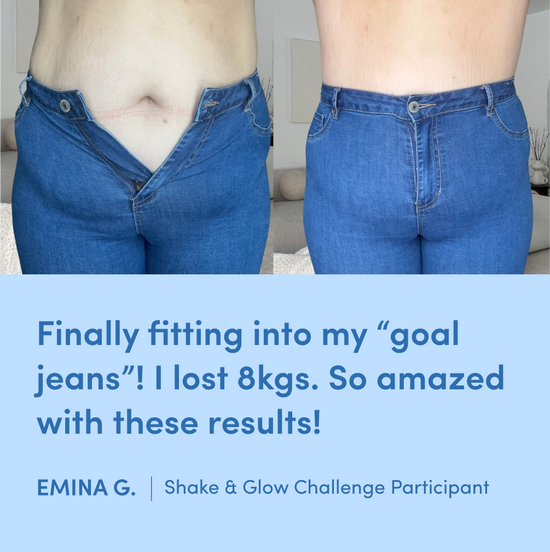 Finally fitting into my “goal
jeans”! I lost 8kgs. So amazed
with these results!
EMINA G. | Shake & Glow Challenge Participant